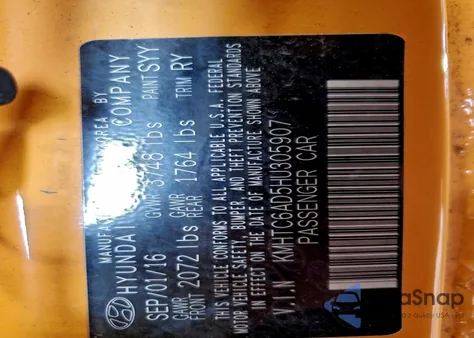 MANUFACTURED KOREA BY
HYUNDAI COMPANY
SEP/01/16 GVWR 3748 lbs PAINT SYY
GAWR FRONT 2072 lbs GAWR REAR 1764 lbs TRIM RY
THIS VEHICLE CONFORMS TO ALL APPLICABLE U.S.A. FEDERAL
MOTOR VEHICLE SAFETY, BUMPER, AND THEFT PREVENTION STANDARDS
IN EFFECT ON THE DATE OF MANUFACTURE SHOWN ABOVE
V.I.N KMHTC6AD5HU305907
PASSENGER CAR